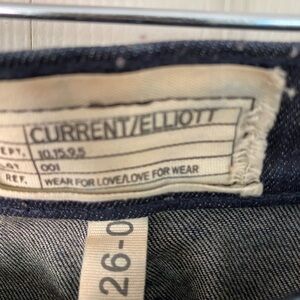 CURRENT/ELLIOTT
EPT. 10.15.9.5
001
REF. WEAR FOR LOVE/LOVE FOR WEAR
26-0